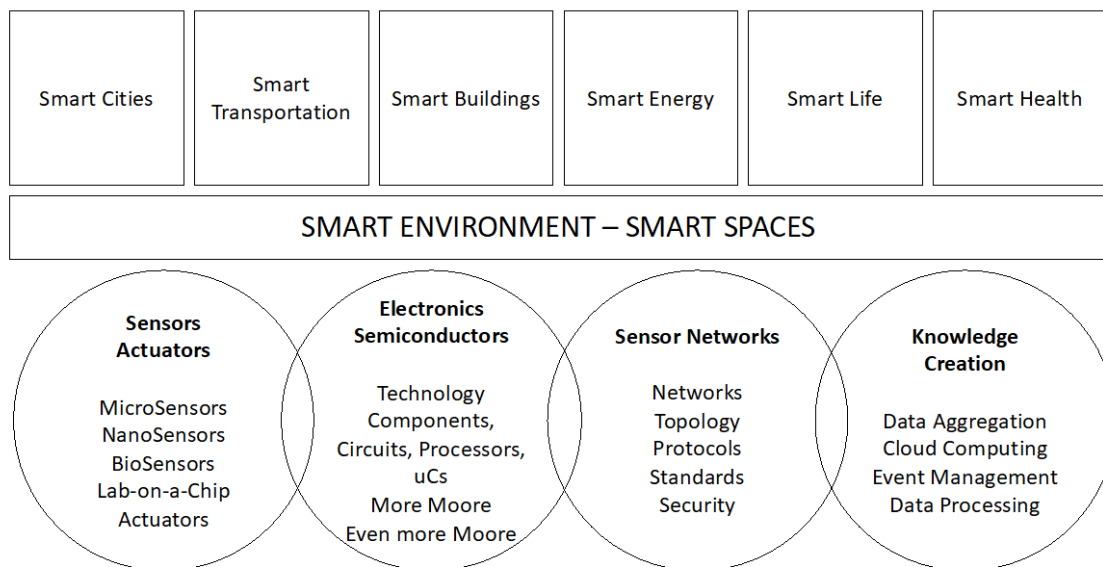 Smart Cities
Smart
Transportation
Smart Buildings
Smart Energy
Smart Life
Smart Health
SMART ENVIRONMENT – SMART SPACES
Sensors
Actuators
MicroSensors
NanoSensors
BioSensors
Lab-on-a-Chip
Actuators
Electronics
Semiconductors
Technology
Components,
Circuits, Processors,
uCs
More Moore
Even more Moore
Sensor Networks
Networks
Topology
Protocols
Standards
Security
Knowledge
Creation
Data Aggregation
Cloud Computing
Event Management
Data Processing